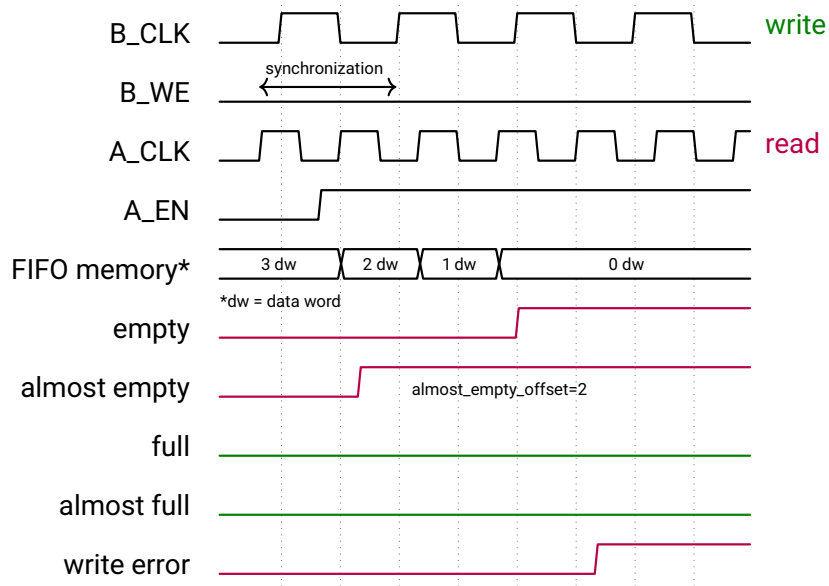 B_CLK
write
synchronization
B_WE
A_CLK
read
A_EN
FIFO memory*
3 dw
2 dw
1 dw
0 dw
*dw = data word
empty
almost empty
almost_empty_offset=2
full
almost full
write error